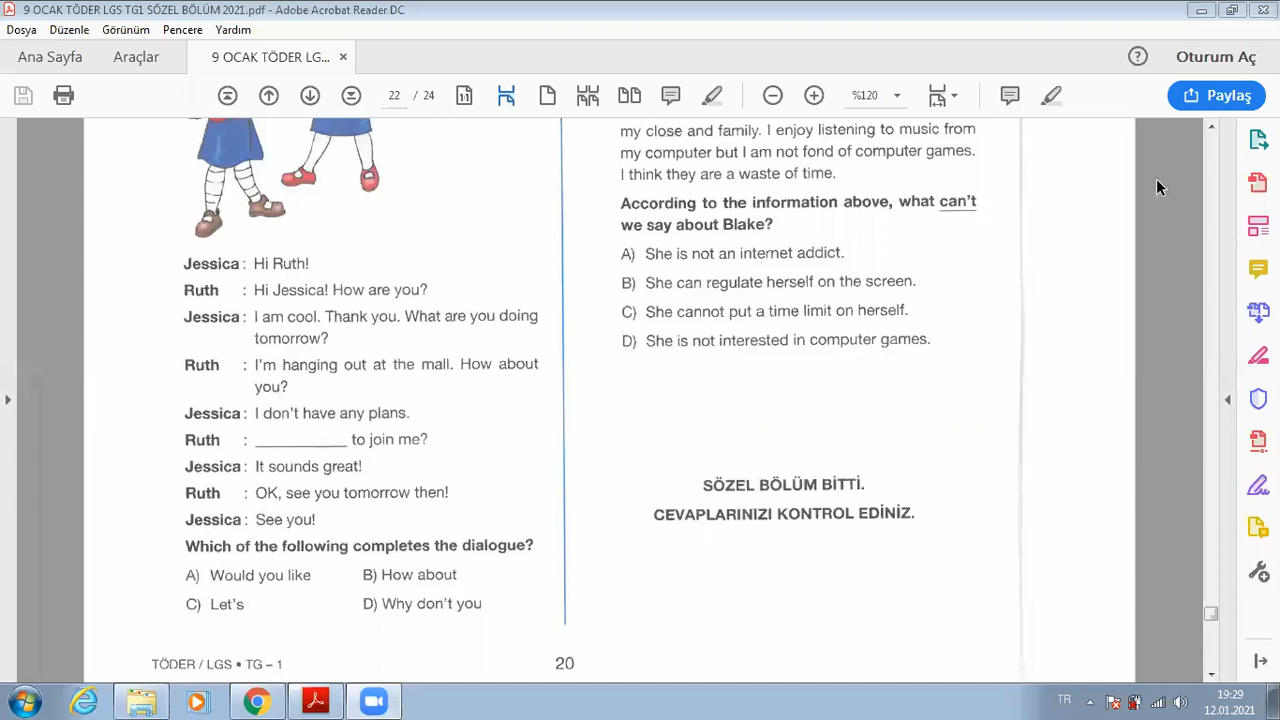 9 OCAK TÖDER LGS TG1 SÖZEL BÖLÜM 2021.pdf - Adobe Acrobat Reader DC
Dosya Düzenle Görünüm Pencere Yardım
Ana Sayfa Araçlar 9 OCAK TÖDER LG... × Oturum Aç
22 / 24 %120 Paylaş
Jessica : Hi Ruth!
Ruth : Hi Jessica! How are you?
Jessica : I am cool. Thank you. What are you doing
tomorrow?
Ruth : I'm hanging out at the mall. How about
you?
Jessica : I don't have any plans.
Ruth : ____________ to join me?
Jessica : It sounds great!
Ruth : OK, see you tomorrow then!
Jessica : See you!
Which of the following completes the dialogue?
A) Would you like B) How about
C) Let's D) Why don't you
my close and family. I enjoy listening to music from
my computer but I am not fond of computer games.
I think they are a waste of time.
According to the information above, what can't
we say about Blake?
A) She is not an internet addict.
B) She can regulate herself on the screen.
C) She cannot put a time limit on herself.
D) She is not interested in computer games.
SÖZEL BÖLÜM BİTTİ.
CEVAPLARINIZI KONTROL EDİNİZ.
TÖDER / LGS • TG – 1 20
TR 19:29
12.01.2021